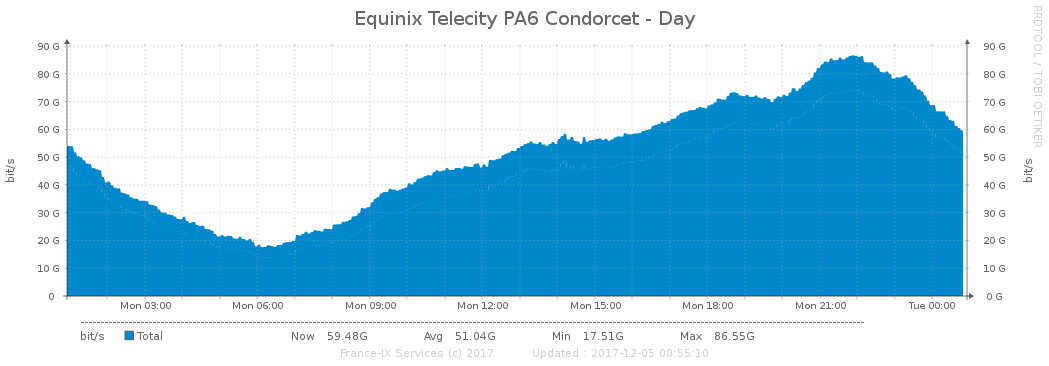 Equinix Telecity PA6 Condorcet - Day
RRDTOOL / TOBI OETIKER
90 G 90 G
80 G 80 G
70 G 70 G
60 G 60 G
50 G 50 G
40 G 40 G
30 G 30 G
20 G 20 G
10 G 10 G
0 0 G
bit/s bit/s
Mon 03:00 Mon 06:00 Mon 09:00 Mon 12:00 Mon 15:00 Mon 18:00 Mon 21:00 Tue 00:00
bit/s Total Now 59.48G Avg 51.04G Min 17.51G Max 86.55G
France-IX Services (c) 2017 Updated : 2017-12-05 00:55:10